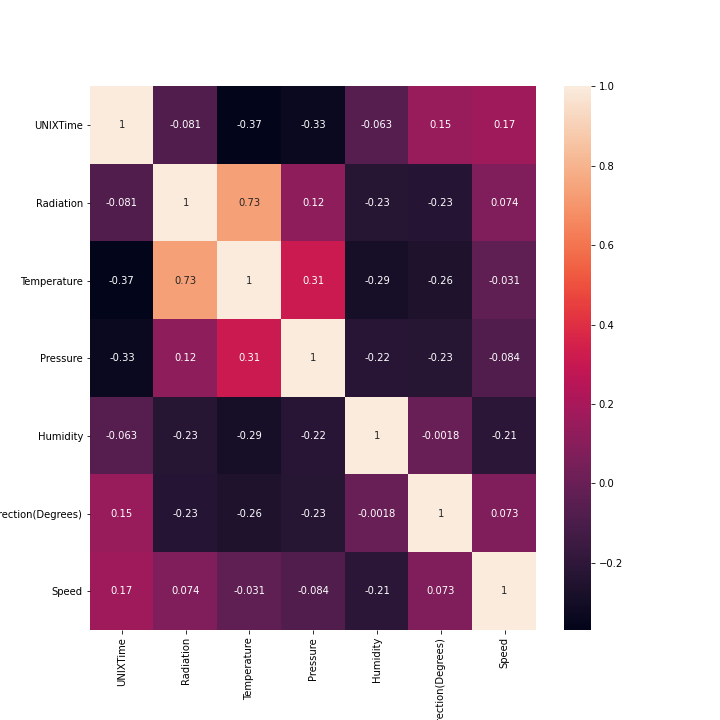 UNIXTime 1 -0.081 -0.37 -0.33 -0.063 0.15 0.17
Radiation -0.081 1 0.73 0.12 -0.23 -0.23 0.074
Temperature -0.37 0.73 1 0.31 -0.29 -0.26 -0.031
Pressure -0.33 0.12 0.31 1 -0.22 -0.23 -0.084
Humidity -0.063 -0.23 -0.29 -0.22 1 -0.0018 -0.21
rection(Degrees) 0.15 -0.23 -0.26 -0.23 -0.0018 1 0.073
Speed 0.17 0.074 -0.031 -0.084 -0.21 0.073 1
UNIXTime
Radiation
Temperature
Pressure
Humidity
rection(Degrees)
Speed
1.0
0.8
0.6
0.4
0.2
0.0
−0.2